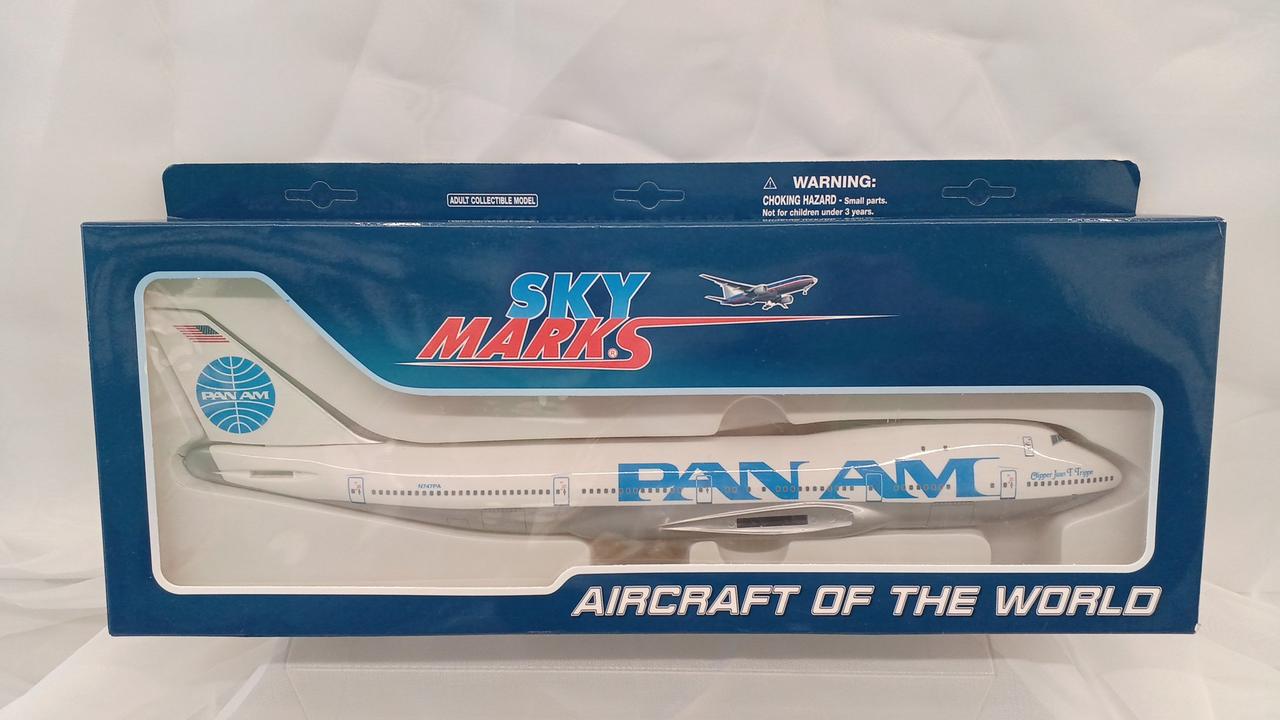 ADULT COLLECTIBLE MODEL
WARNING:
CHOKING HAZARD - Small parts.
Not for children under 3 years.
SKY
MARKS®
PAN AM
PAN AM
Clipper Juan T. Trippe
N747PA
AIRCRAFT OF THE WORLD